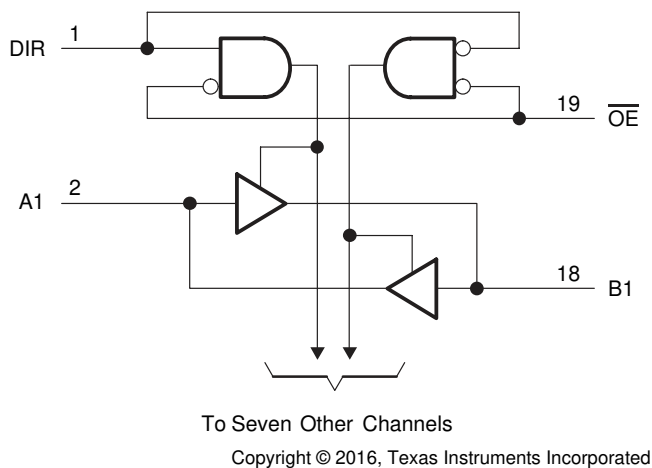 DIR 1
19 OE
A1 2
18 B1
To Seven Other Channels
Copyright © 2016, Texas Instruments Incorporated